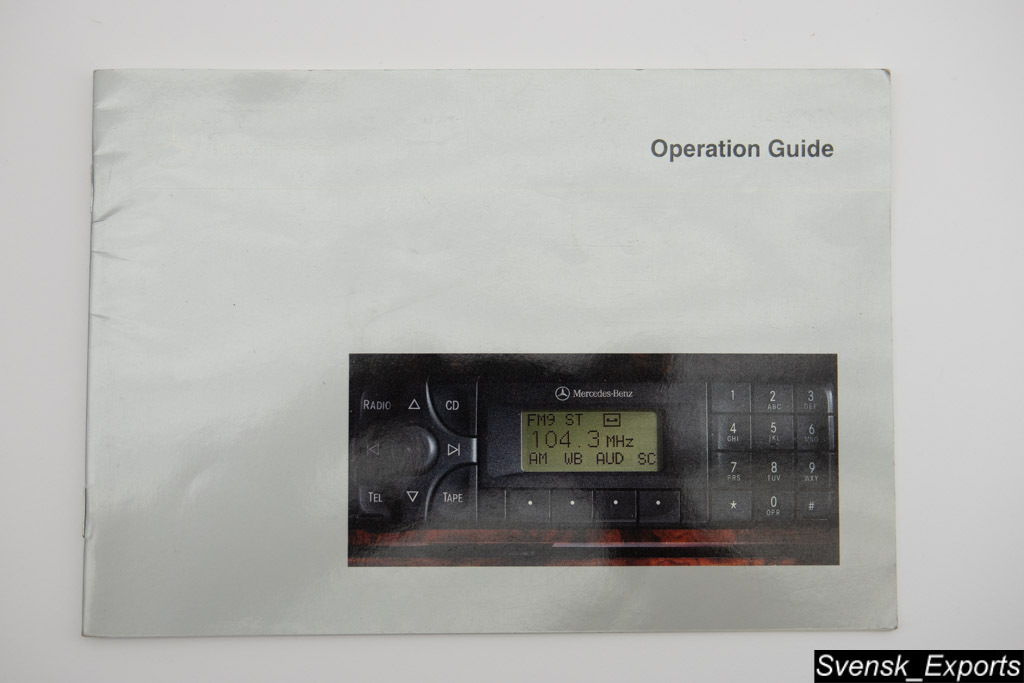 Operation Guide
Mercedes-Benz
RADIO CD
TEL TAPE
FM9 ST
104.3 MHz
AM WB AUD SC
1 2 ABC 3 DEF
4 GHI 5 JKL 6 MNO
7 PRS 8 TUV 9 WXY
* 0 OPR #
Svensk_Exports